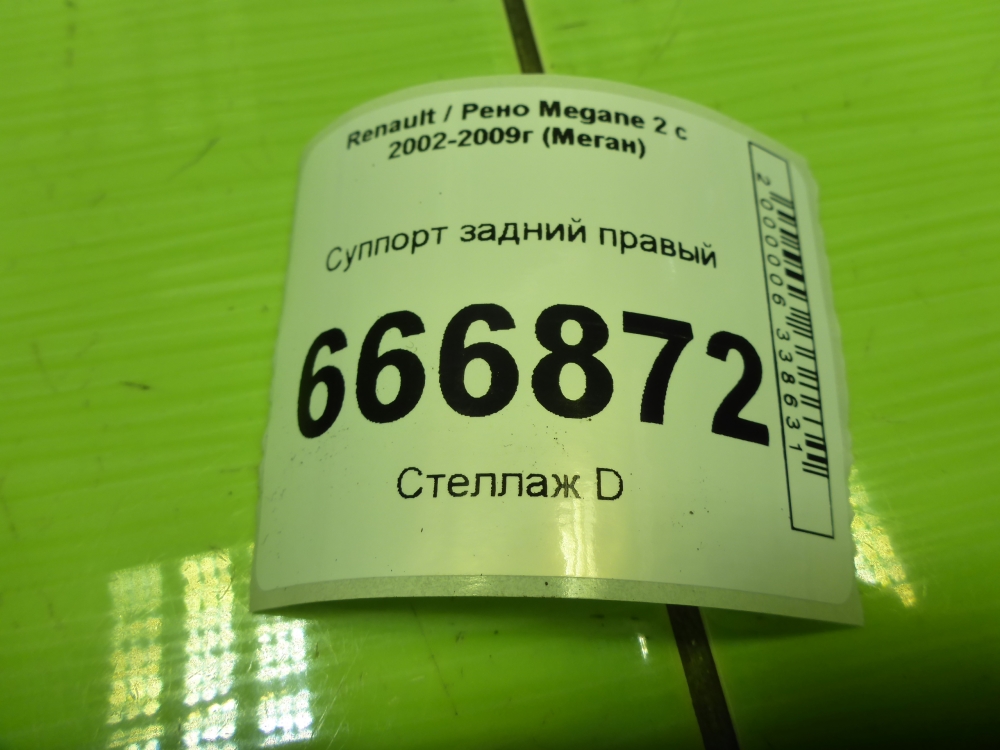 Renault / Рено Megane 2 с
2002-2009г (Меган)
Суппорт задний правый
666872
Стеллаж D
2000006338631